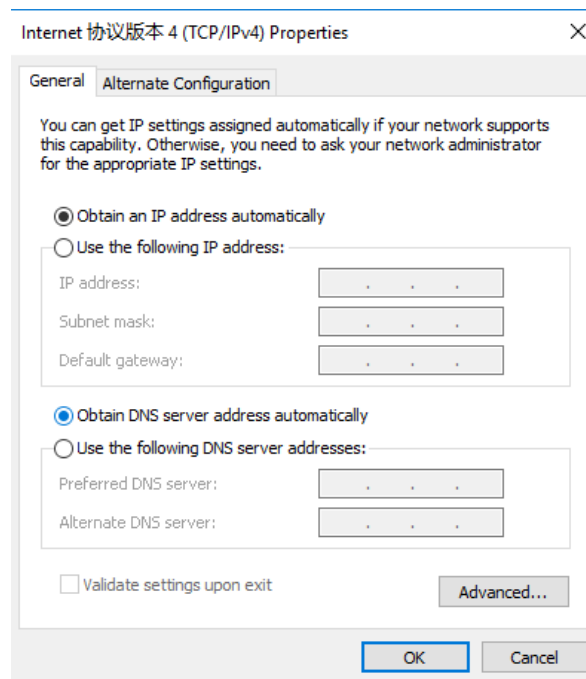 Internet 协议版本 4 (TCP/IPv4) Properties
General
Alternate Configuration
You can get IP settings assigned automatically if your network supports
this capability. Otherwise, you need to ask your network administrator
for the appropriate IP settings.
Obtain an IP address automatically
Use the following IP address:
IP address:
Subnet mask:
Default gateway:
Obtain DNS server address automatically
Use the following DNS server addresses:
Preferred DNS server:
Alternate DNS server:
Validate settings upon exit
Advanced...
OK
Cancel